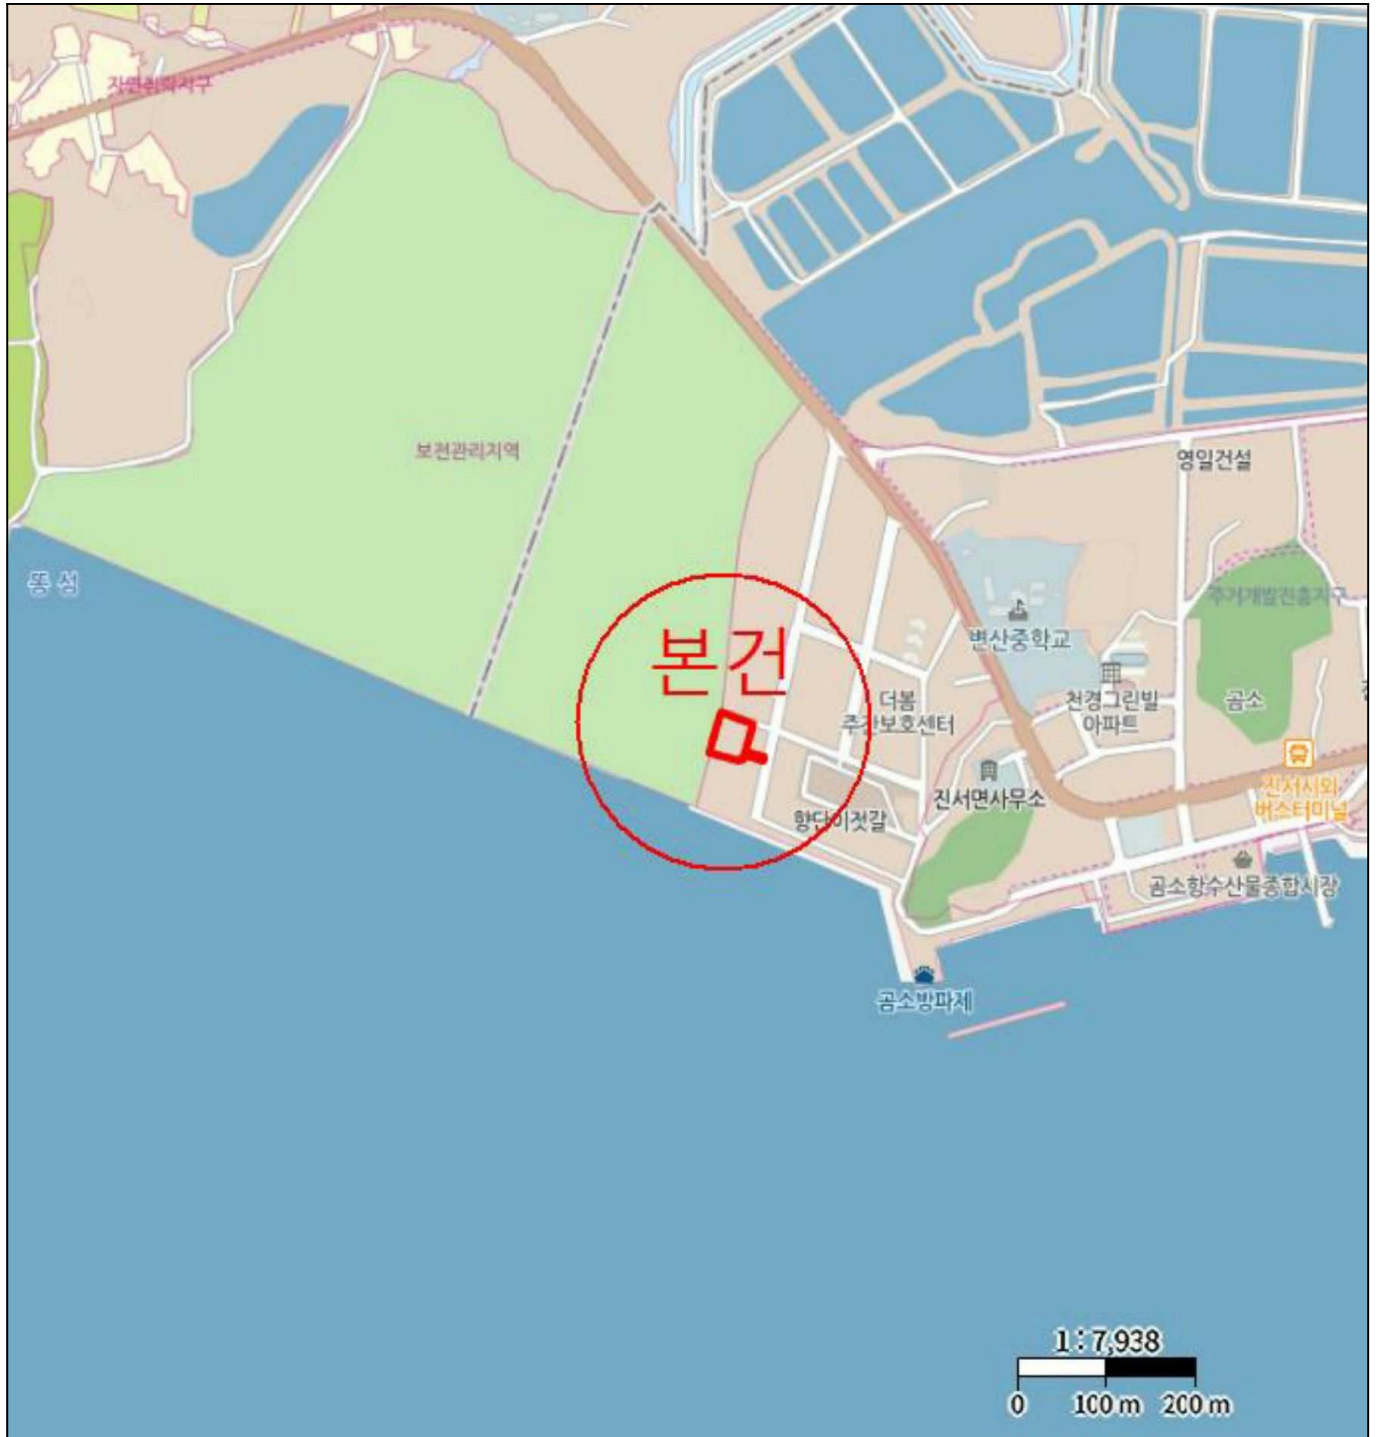 자연취락지구
영일건설
보전관리지역
똥 섬
주거개발진흥지구
본건
변산중학교
더봄
주간보호센터
천경그린빌
아파트
곰소
진서시외
버스터미널
진서면사무소
향단이젓갈
곰소항수산물종합시장
곰소방파제
1:7,938
0 100 m 200 m